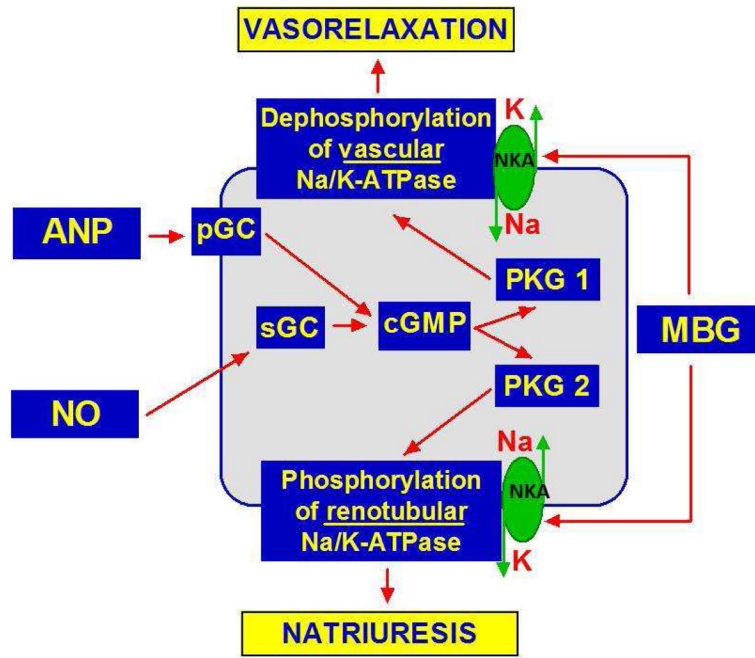 VASORELAXATION
Dephosphorylation
of vascular
Na/K-ATPase
K
NKA
Na
ANP
pGC
PKG 1
sGC
cGMP
MBG
NO
PKG 2
Phosphorylation
of renotubular
Na/K-ATPase
Na
NKA
K
NATRIURESIS